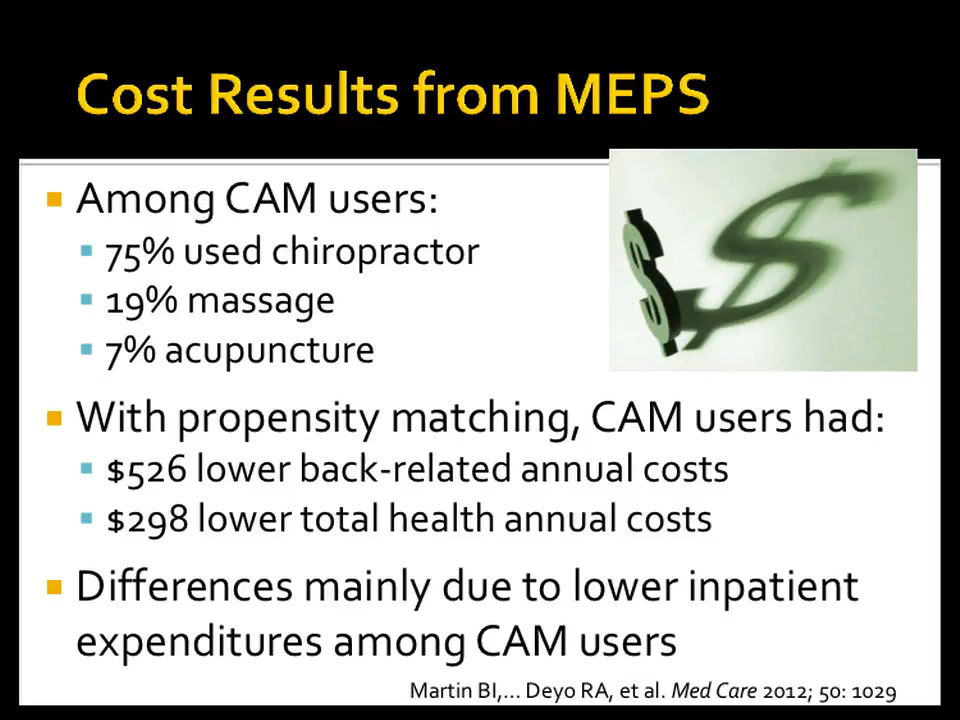 Cost Results from MEPS
Among CAM users:
75% used chiropractor
19% massage
7% acupuncture
With propensity matching, CAM users had:
$526 lower back-related annual costs
$298 lower total health annual costs
Differences mainly due to lower inpatient
expenditures among CAM users
Martin BI,... Deyo RA, et al. Med Care 2012; 50: 1029